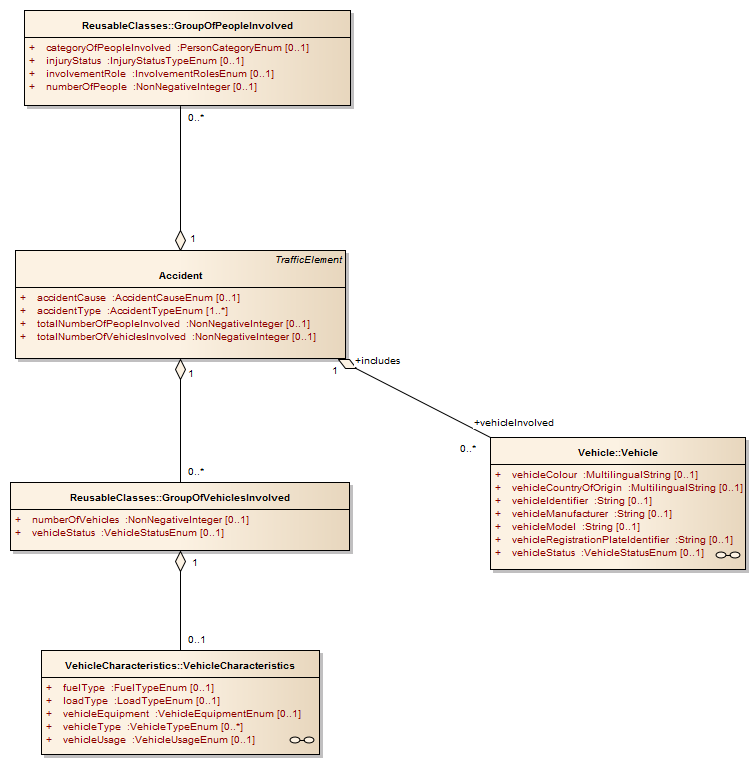 ReusableClasses::GroupOfPeopleInvolved
+ categoryOfPeopleInvolved :PersonCategoryEnum [0..1]
+ injuryStatus :InjuryStatusTypeEnum [0..1]
+ involvementRole :InvolvementRolesEnum [0..1]
+ numberOfPeople :NonNegativeInteger [0..1]
0..*
1
TrafficElement
Accident
+ accidentCause :AccidentCauseEnum [0..1]
+ accidentType :AccidentTypeEnum [1..*]
+ totalNumberOfPeopleInvolved :NonNegativeInteger [0..1]
+ totalNumberOfVehiclesInvolved :NonNegativeInteger [0..1]
+includes
1
1
+vehicleInvolved
0..*
Vehicle::Vehicle
+ vehicleColour :MultilingualString [0..1]
+ vehicleCountryOfOrigin :MultilingualString [0..1]
+ vehicleIdentifier :String [0..1]
+ vehicleManufacturer :String [0..1]
+ vehicleModel :String [0..1]
+ vehicleRegistrationPlateIdentifier :String [0..1]
+ vehicleStatus :VehicleStatusEnum [0..1]
0..*
ReusableClasses::GroupOfVehiclesInvolved
+ numberOfVehicles :NonNegativeInteger [0..1]
+ vehicleStatus :VehicleStatusEnum [0..1]
1
0..1
VehicleCharacteristics::VehicleCharacteristics
+ fuelType :FuelTypeEnum [0..1]
+ loadType :LoadTypeEnum [0..1]
+ vehicleEquipment :VehicleEquipmentEnum [0..1]
+ vehicleType :VehicleTypeEnum [0..*]
+ vehicleUsage :VehicleUsageEnum [0..1]